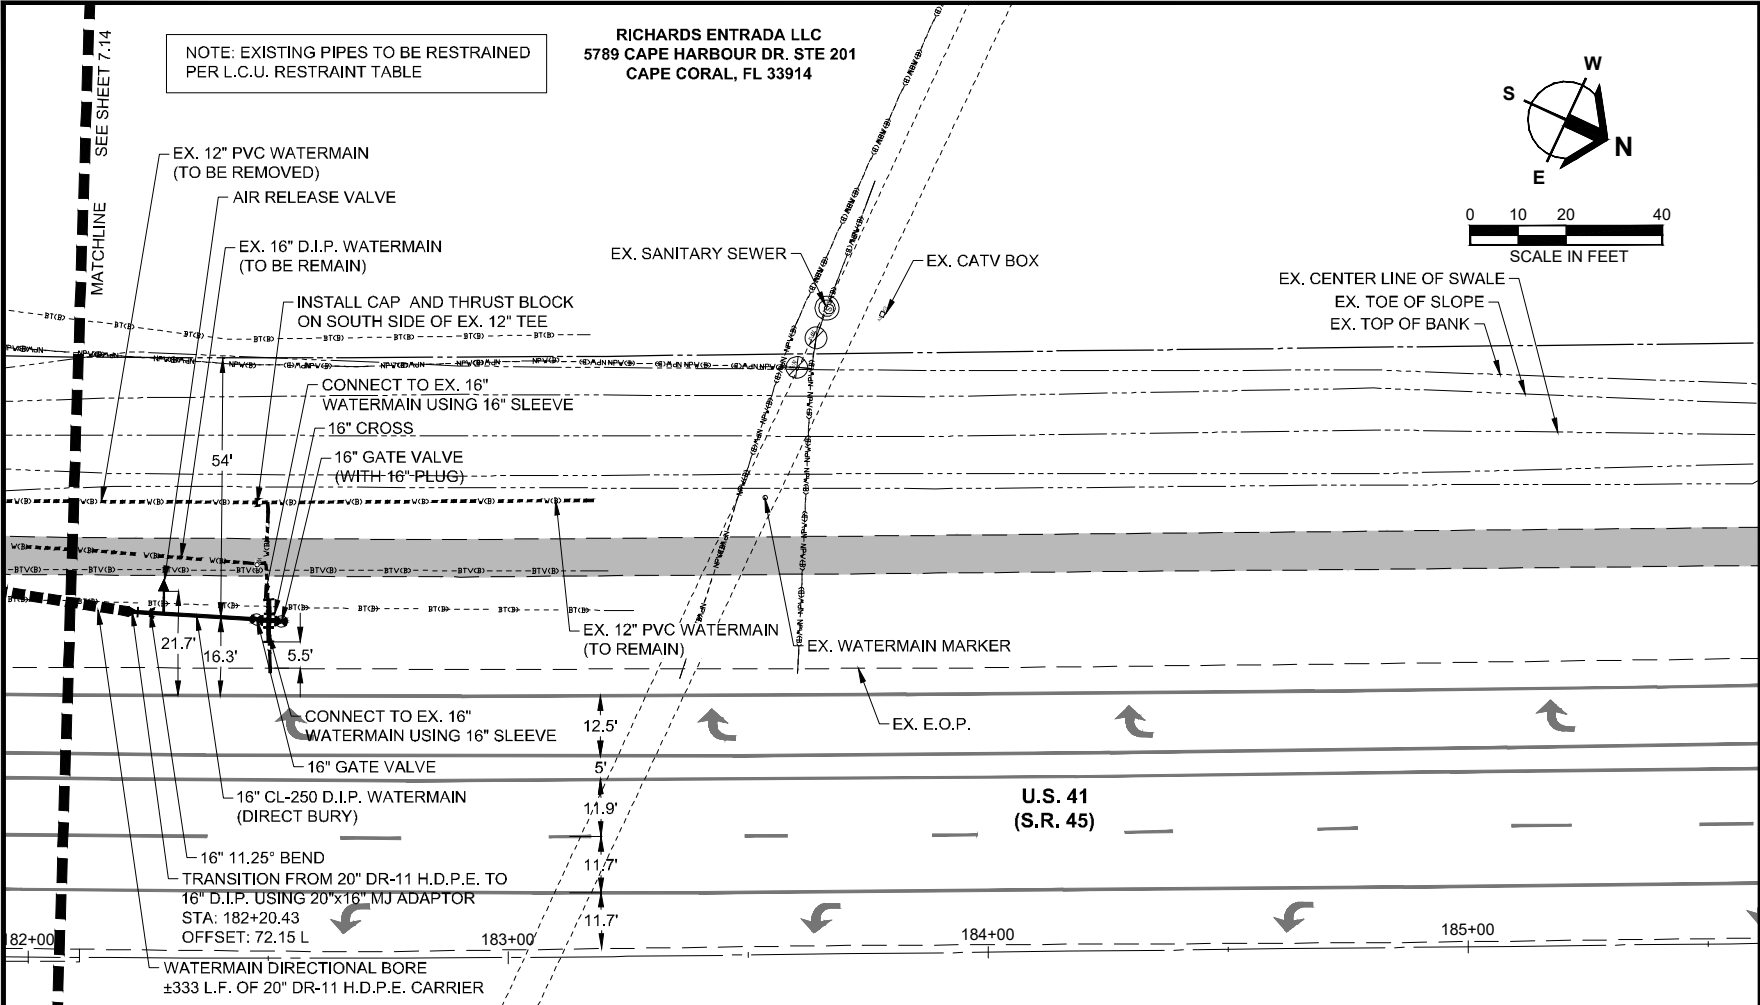 NOTE: EXISTING PIPES TO BE RESTRAINED
PER L.C.U. RESTRAINT TABLE
RICHARDS ENTRADA LLC
5789 CAPE HARBOUR DR. STE 201
CAPE CORAL, FL 33914
MATCHLINE SEE SHEET 7.14
W
S
N
E
0 10 20 40
SCALE IN FEET
EX. 12" PVC WATERMAIN
(TO BE REMOVED)
AIR RELEASE VALVE
EX. 16" D.I.P. WATERMAIN
(TO BE REMAIN)
INSTALL CAP AND THRUST BLOCK
ON SOUTH SIDE OF EX. 12" TEE
EX. SANITARY SEWER
EX. CATV BOX
EX. CENTER LINE OF SWALE
EX. TOE OF SLOPE
EX. TOP OF BANK
CONNECT TO EX. 16"
WATERMAIN USING 16" SLEEVE
16" CROSS
16" GATE VALVE
(WITH 16" PLUG)
54'
21.7'
16.3'
5.5'
EX. 12" PVC WATERMAIN
(TO REMAIN)
EX. WATERMAIN MARKER
EX. E.O.P.
CONNECT TO EX. 16"
WATERMAIN USING 16" SLEEVE
16" GATE VALVE
12.5'
5'
11.9'
11.7'
11.7'
16" CL-250 D.I.P. WATERMAIN
(DIRECT BURY)
U.S. 41
(S.R. 45)
16" 11.25° BEND
TRANSITION FROM 20" DR-11 H.D.P.E. TO
16" D.I.P. USING 20"x16" MJ ADAPTOR
STA: 182+20.43
OFFSET: 72.15 L
182+00 183+00 184+00 185+00
WATERMAIN DIRECTIONAL BORE
±333 L.F. OF 20" DR-11 H.D.P.E. CARRIER